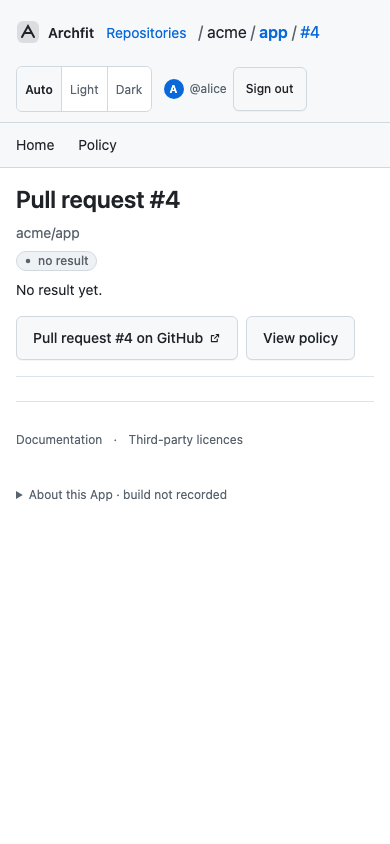 Archfit Repositories / acme / app / #4
Auto Light Dark A @alice Sign out
Home Policy
Pull request #4
acme/app
• no result
No result yet.
Pull request #4 on GitHub View policy
Documentation · Third-party licences
▶ About this App · build not recorded